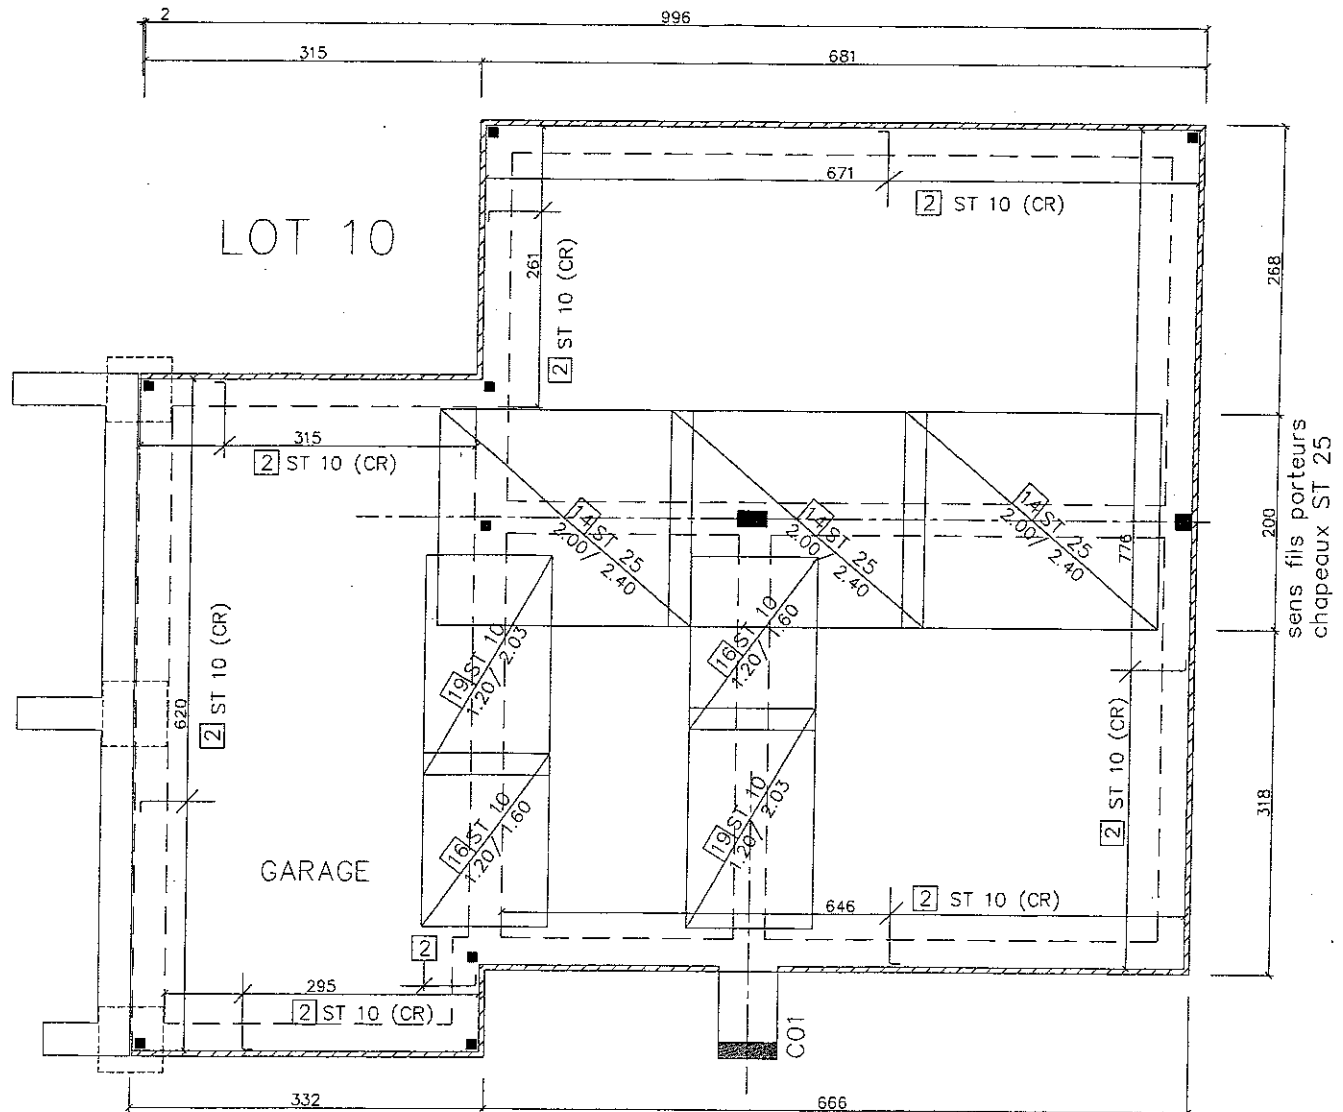 2
996
315
681
671
2 ST 10 (CR)
LOT 10
261
2 ST 10 (CR)
268
315
2 ST 10 (CR)
14 ST 25
2.00/ 2.40
14 ST 25
2.00/ 2.40
14 ST 25
2.00/ 2.40
776
200
sens fils porteurs
chapeaux ST 25
620
2 ST 10 (CR)
19 ST 10
1.20/ 2.03
16 ST 10
1.20/ 1.60
16 ST 10
1.20/ 1.60
19 ST 10
1.20/ 2.03
2 ST 10 (CR)
318
GARAGE
646
2 ST 10 (CR)
2
295
2 ST 10 (CR)
C01
332
666